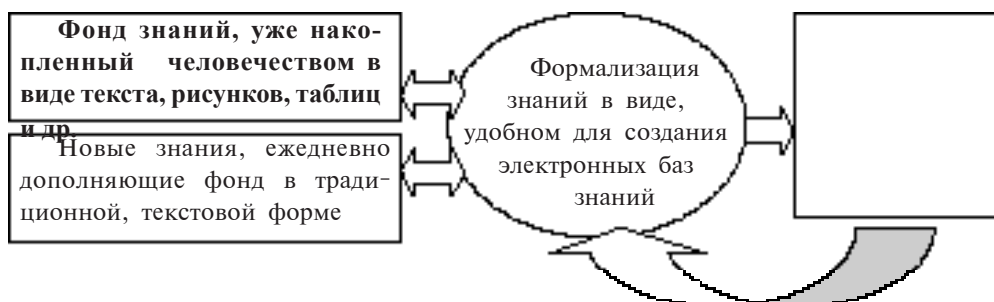 Фонд знаний, уже нако-
пленный человечеством в
виде текста, рисунков, таблиц
и др.
Новые знания, ежедневно
дополняющие фонд в тради-
ционной, текстовой форме
Формализация
знаний в виде,
удобном для создания
электронных баз
знаний